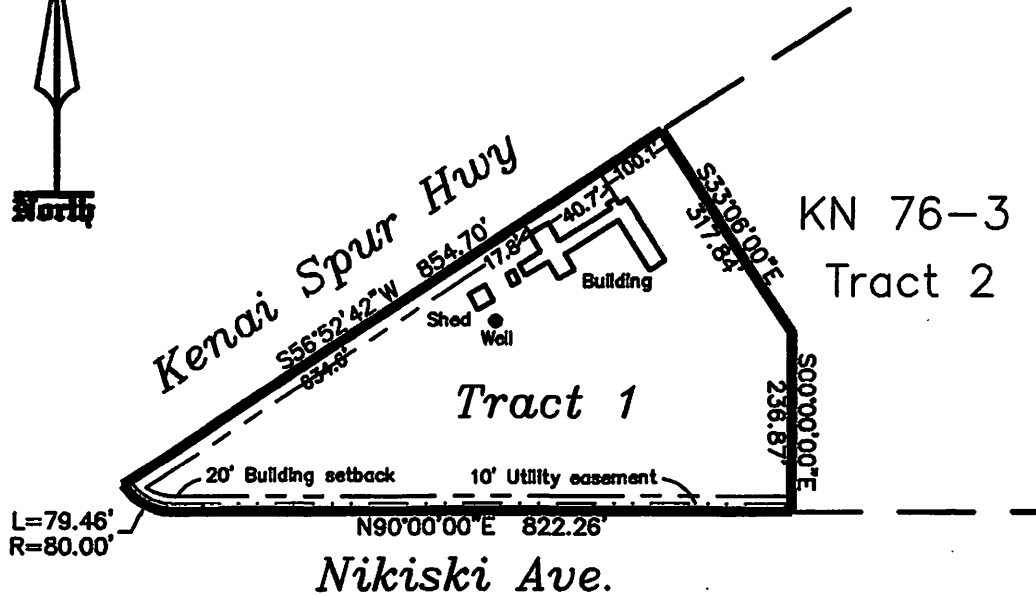 North
Kenai Spur Hwy
S56°52'42"W 854.70'
834.8'
17.8'
40.7'
100.1'
S33°06'00"E
317.84'
KN 76-3
Tract 2
Building
Shed
Well
Tract 1
S00°00'00"E
236.87'
20' Building setback
10' Utility easement
L=79.46'
R=80.00'
N90°00'00"E 822.26'
Nikiski Ave.